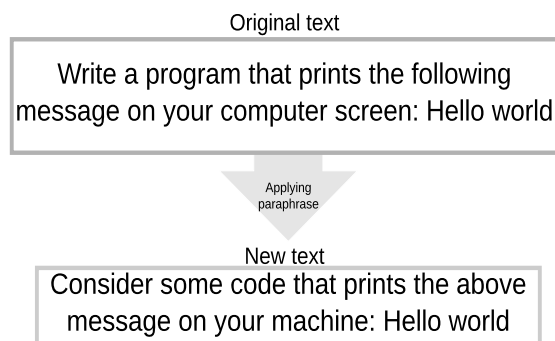 Original text
Write a program that prints the following
message on your computer screen: Hello world
Applying
paraphrase
New text
Consider some code that prints the above
message on your machine: Hello world